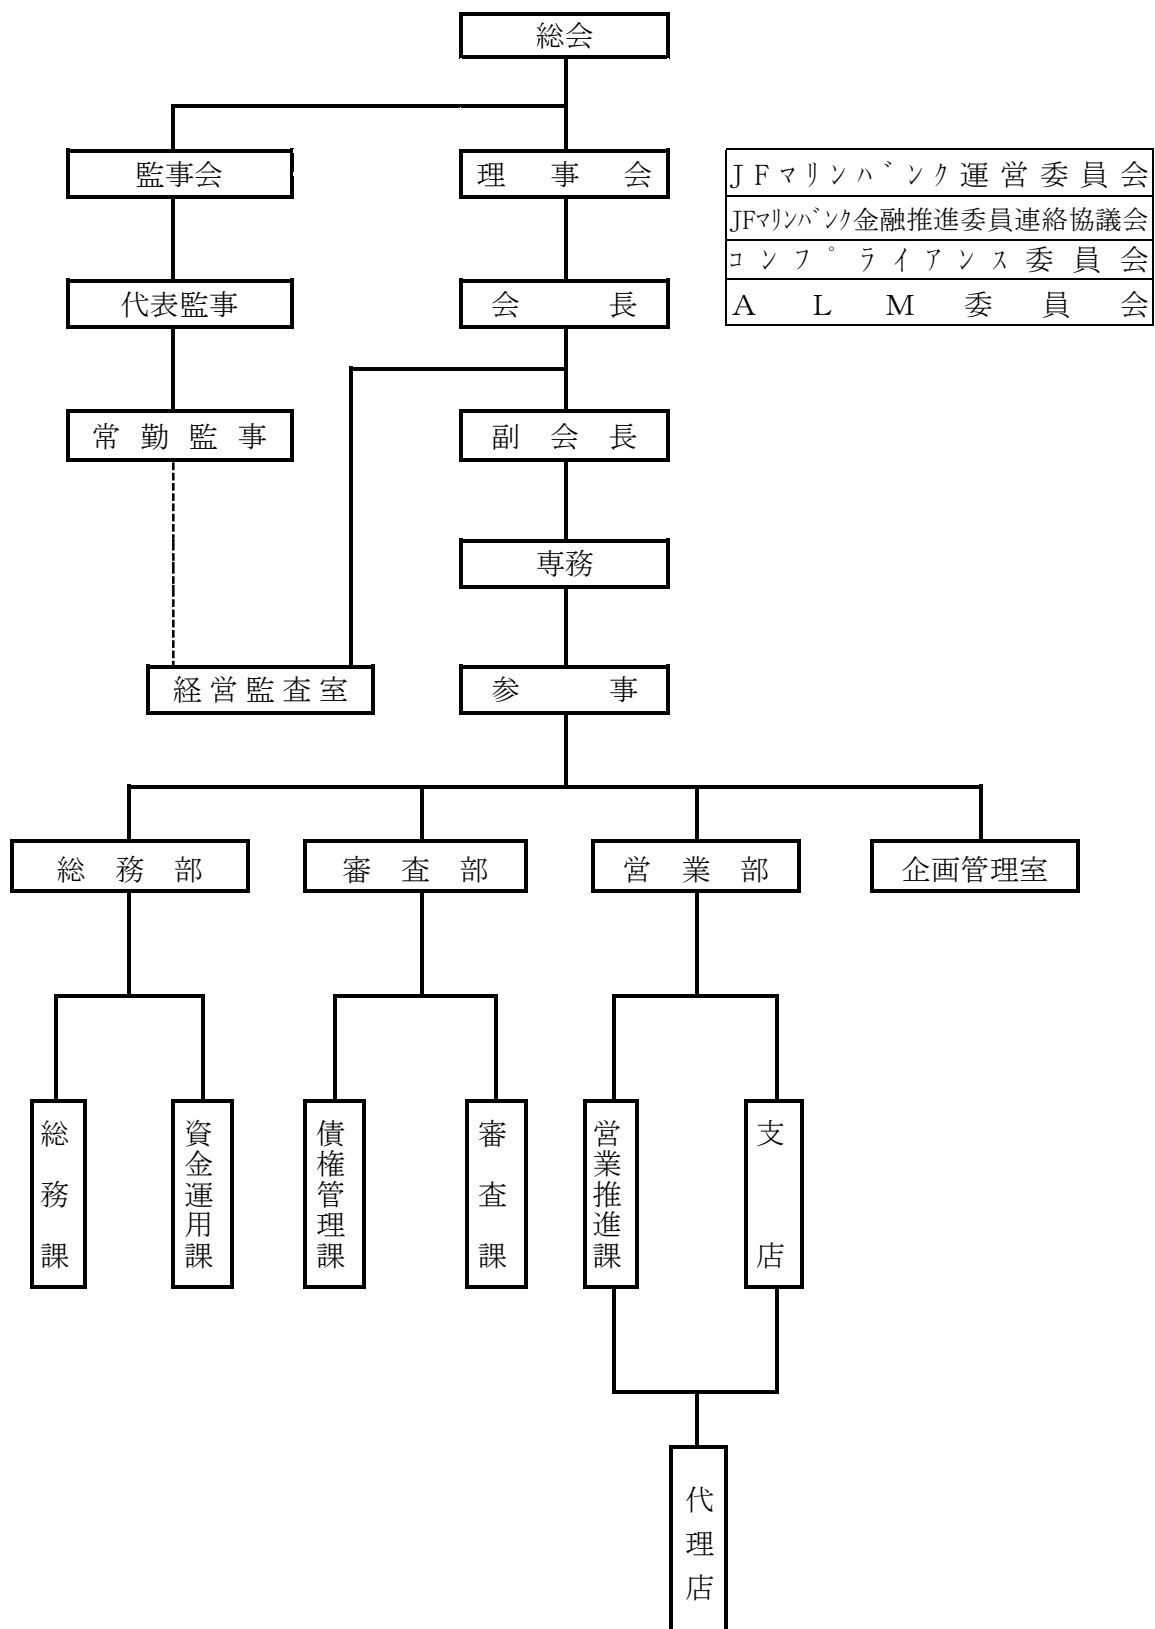 総会
監事会
理事会
JFマリンバンク運営委員会
JFマリンバンク金融推進委員連絡協議会
コンプライアンス委員会
ALM委員会
代表監事
会長
常勤監事
副会長
専務
経営監査室
参事
総務部
審査部
営業部
企画管理室
総務課
資金運用課
債権管理課
審査課
営業推進課
支店
代理店